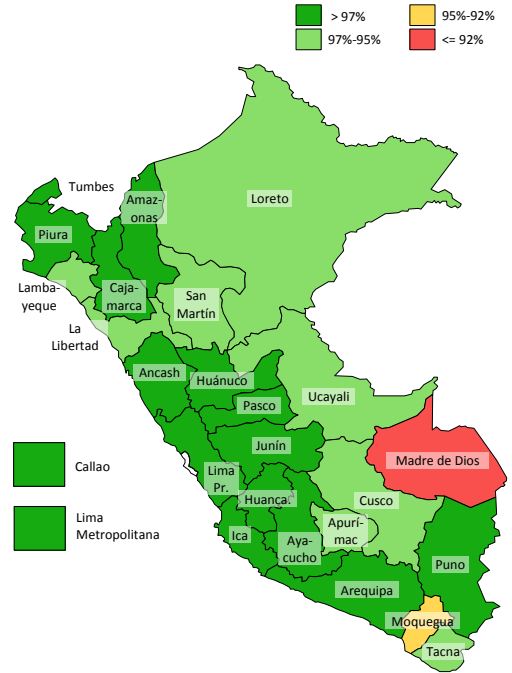 > 97%
95%-92%
97%-95%
<= 92%
Tumbes
Amaz-
onas
Loreto
Piura
Lamba-
yeque
Caja-
marca
San
Martín
La
Libertad
Ancash
Huánuco
Ucayali
Pasco
Junín
Madre de Dios
Callao
Lima
Pr.
Huanca.
Cusco
Lima
Metropolitana
Ica
Aya-
cucho
Apurí-
mac
Puno
Arequipa
Moquegua
Tacna